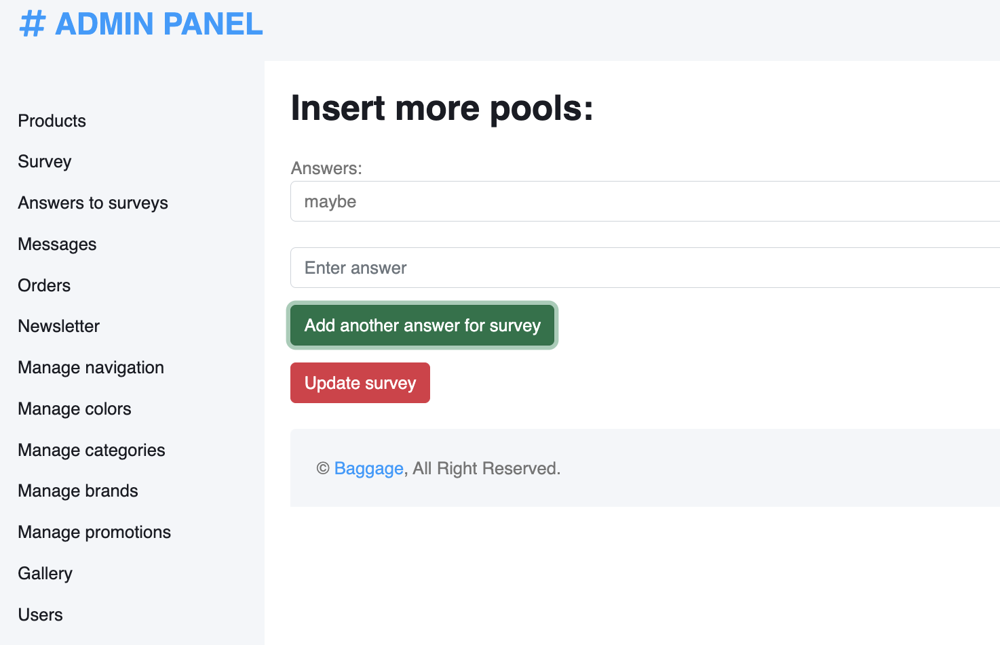 # ADMIN PANEL
Products
Survey
Answers to surveys
Messages
Orders
Newsletter
Manage navigation
Manage colors
Manage categories
Manage brands
Manage promotions
Gallery
Users
Insert more pools:
Answers:
maybe
Enter answer
Add another answer for survey
Update survey
© Baggage, All Right Reserved.